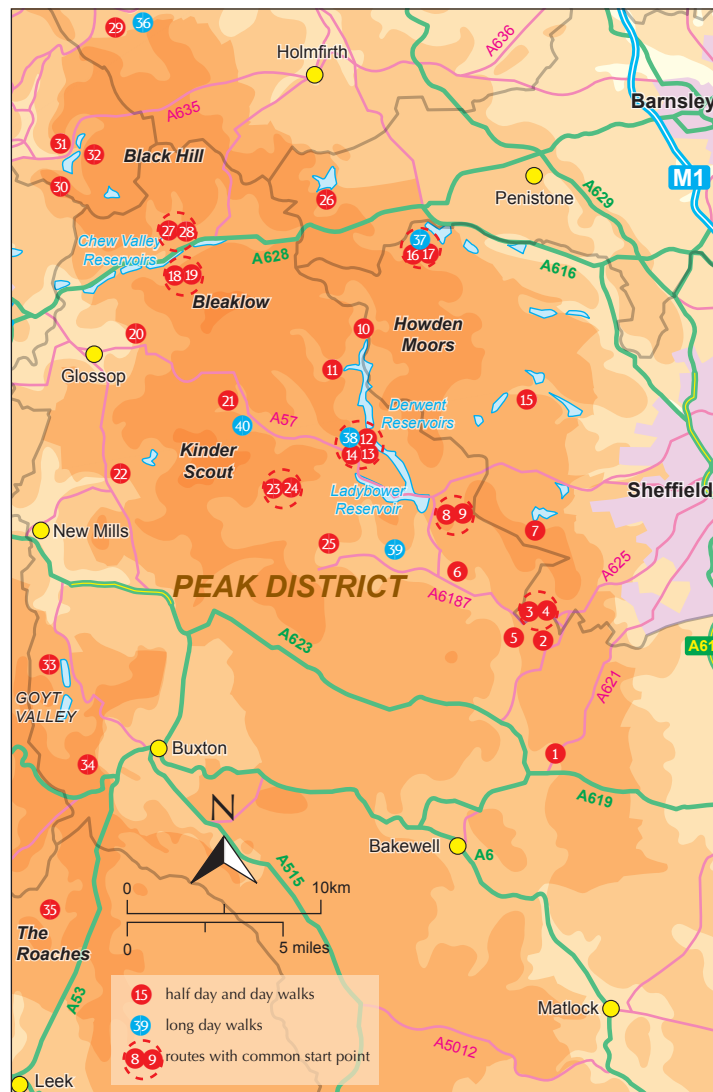 29
36
Holmfirth
A636
A635
Barnsley
31
32
Black Hill
M1
30
26
Penistone
A629
27 28
37
16 17
Chew Valley
Reservoirs
A628
A616
18 19
Bleaklow
20
10
Howden
Moors
Glossop
11
21
15
A57
Derwent
Reservoirs
40
38 12
14 13
Kinder
Scout
22
23 24
Ladybower
Reservoir
8 9
Sheffield
New Mills
7
25
39
6
A625
PEAK DISTRICT
A6187
3 4
5
2
A623
A61
33
GOYT
VALLEY
A621
Buxton
1
34
N
A619
Bakewell
A6
A515
0
10km
35
0
5 miles
The
Roaches
A53
15 half day and day walks
39 long day walks
8 9 routes with common start point
Matlock
A5012
Leek